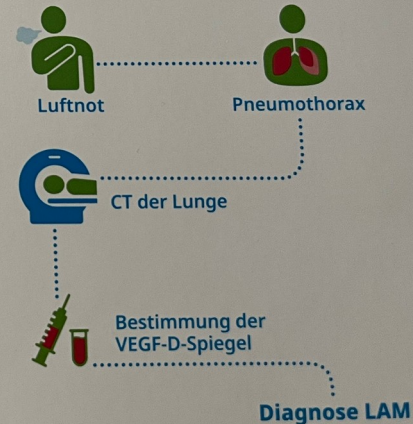 Luftnot
Pneumothorax
CT der Lunge
Bestimmung der
VEGF-D-Spiegel
Diagnose LAM